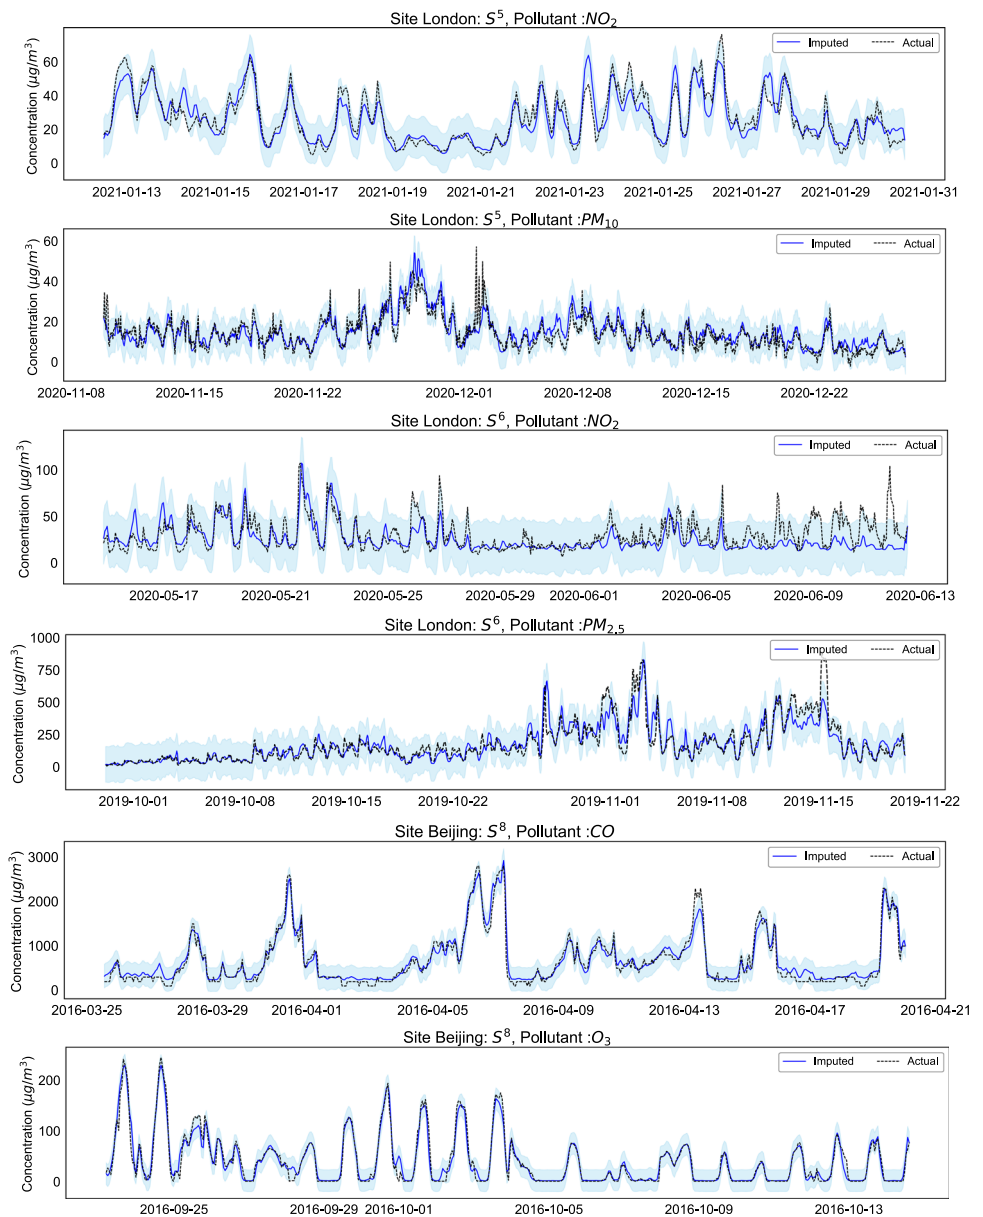 Site London: S⁵, Pollutant :NO₂
Concentration (μg/m³)
60
40
20
0
Imputed
Actual
2021-01-13 2021-01-15 2021-01-17 2021-01-19 2021-01-21 2021-01-23 2021-01-25 2021-01-27 2021-01-29 2021-01-31
Site London: S⁵, Pollutant :PM₁₀
Concentration (μg/m³)
60
40
20
0
Imputed
Actual
2020-11-08 2020-11-15 2020-11-22 2020-12-01 2020-12-08 2020-12-15 2020-12-22
Site London: S⁶, Pollutant :NO₂
Concentration (μg/m³)
100
50
0
Imputed
Actual
2020-05-17 2020-05-21 2020-05-25 2020-05-29 2020-06-01 2020-06-05 2020-06-09 2020-06-13
Site London: S⁶, Pollutant :PM₂.₅
Concentration (μg/m³)
1000
750
500
250
0
Imputed
Actual
2019-10-01 2019-10-08 2019-10-15 2019-10-22 2019-11-01 2019-11-08 2019-11-15 2019-11-22
Site Beijing: S⁸, Pollutant :CO
Concentration (μg/m³)
3000
2000
1000
0
Imputed
Actual
2016-03-25 2016-03-29 2016-04-01 2016-04-05 2016-04-09 2016-04-13 2016-04-17 2016-04-21
Site Beijing: S⁸, Pollutant :O₃
Concentration (μg/m³)
200
100
0
Imputed
Actual
2016-09-25 2016-09-29 2016-10-01 2016-10-05 2016-10-09 2016-10-13